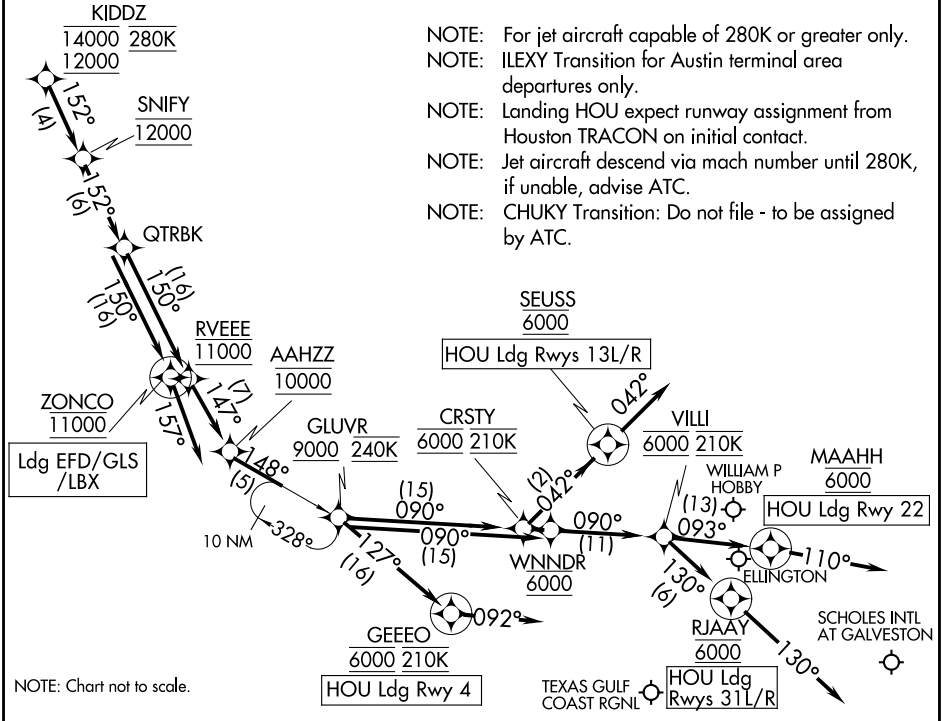 KIDDZ
14000 280K
12000
152°
(4)
SNIFY
12000
152°
(6)
QTRBK
(16)
150°
150°
(16)
RVEEE
11000
ZONCO
11000
Ldg EFD/GLS
/LBX
157°
(7)
147°
AAHZZ
10000
148°
(5)
10 NM
328°
GLUVR
9000 240K
(15)
090°
090°
(15)
127°
(16)
GEEEO
6000 210K
HOU Ldg Rwy 4
092°
CRSTY
6000 210K
(2)
042°
SEUSS
6000
HOU Ldg Rwys 13L/R
042°
WNNDR
6000
090°
(11)
VILLI
6000 210K
WILLIAM P
HOBBY
(13)
093°
MAAHH
6000
HOU Ldg Rwy 22
110°
ELLINGTON
130°
(6)
RJAAY
6000
HOU Ldg
Rwys 31L/R
130°
SCHOLES INTL
AT GALVESTON
TEXAS GULF
COAST RGNL
NOTE: For jet aircraft capable of 280K or greater only.
NOTE: ILEXY Transition for Austin terminal area
departures only.
NOTE: Landing HOU expect runway assignment from
Houston TRACON on initial contact.
NOTE: Jet aircraft descend via mach number until 280K,
if unable, advise ATC.
NOTE: CHUKY Transition: Do not file - to be assigned
by ATC.
NOTE: Chart not to scale.